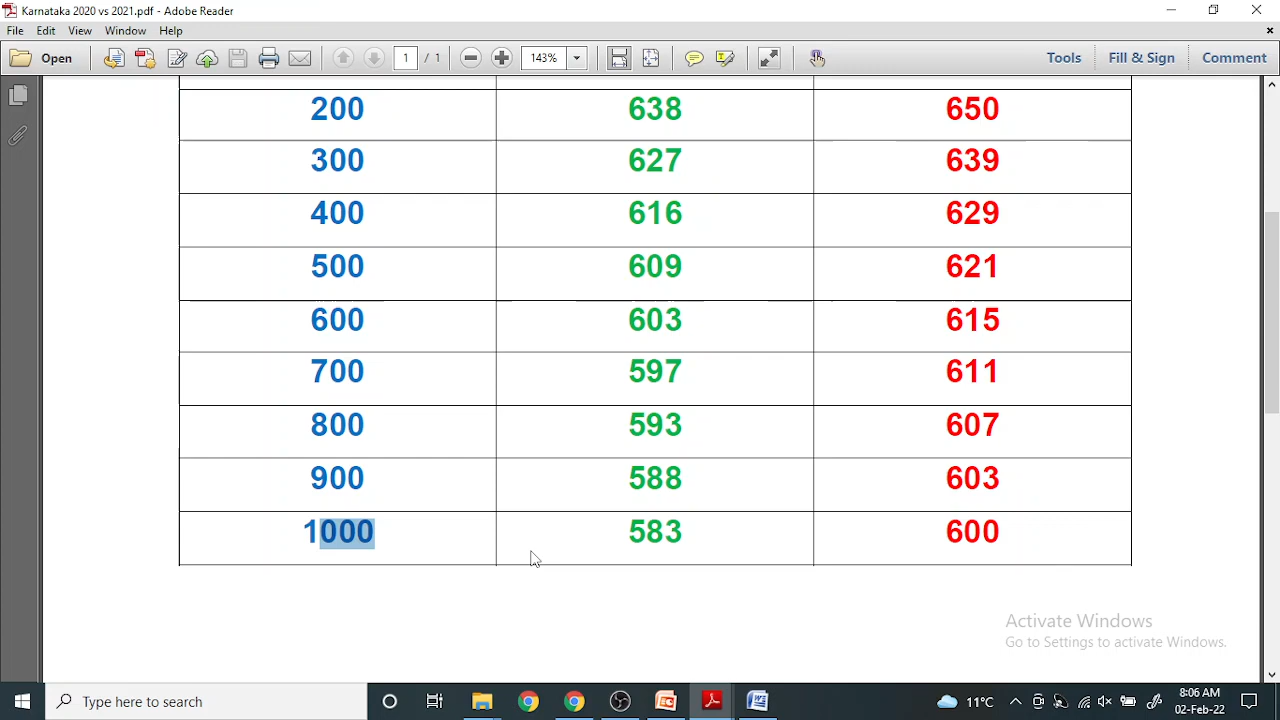 Karnataka 2020 vs 2021.pdf - Adobe Reader
File Edit View Window Help
Open 1 / 1 143% Tools Fill & Sign Comment
200 638 650
300 627 639
400 616 629
500 609 621
600 603 615
700 597 611
800 593 607
900 588 603
1000 583 600
Activate Windows
Go to Settings to activate Windows.
Type here to search 11°C 8:06 AM
02-Feb-22